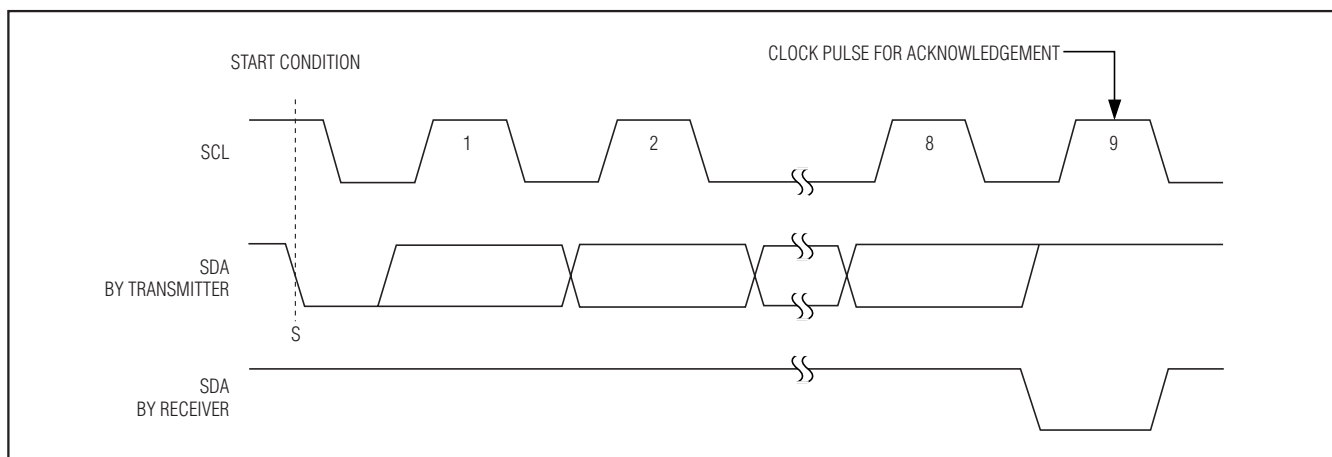 START CONDITION
CLOCK PULSE FOR ACKNOWLEDGEMENT
SCL
1
2
8
9
SDA
BY TRANSMITTER
S
SDA
BY RECEIVER